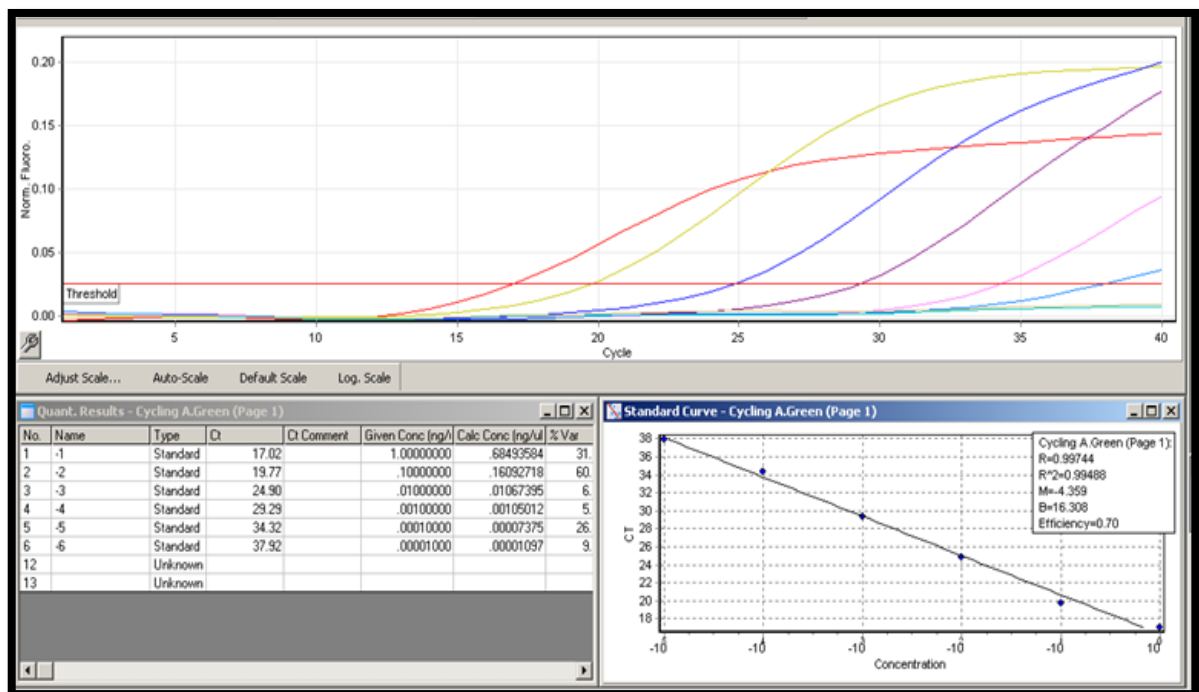 0.20
0.15
0.10
0.05
0.00
Norm. Fluoro.
Threshold
5 10 15 20 25 30 35 40
Cycle
Adjust Scale... Auto-Scale Default Scale Log. Scale
Quant. Results - Cycling A.Green (Page 1)
No. Name Type Ct Ct Comment Given Conc (ng/ Calc Conc (ng/ul % Var
1 -1 Standard 17.02 1.00000000 .68493584 31.
2 -2 Standard 19.77 .10000000 .16092718 60.
3 -3 Standard 24.90 .01000000 .01067395 6.
4 -4 Standard 29.29 .00100000 .00105012 5.
5 -5 Standard 34.32 .00010000 .00007375 26.
6 -6 Standard 37.92 .00001000 .00001097 9.
12 Unknown
13 Unknown
Standard Curve - Cycling A.Green (Page 1)
38
36
34
32
30
28
26
24
22
20
18
CT
Cycling A.Green (Page 1):
R=0.99744
R^2=0.99488
M=-4.359
B=16.308
Efficiency=0.70
Concentration